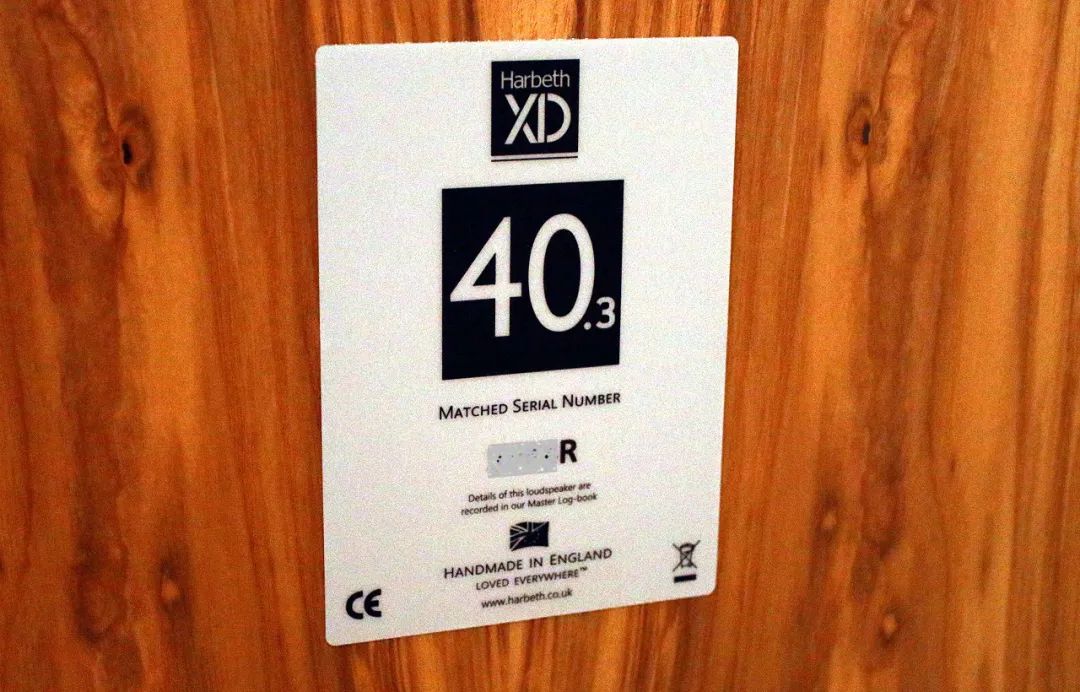 Harbeth
XD
40.3
MATCHED SERIAL NUMBER
R
Details of this loudspeaker are
recorded in our Master Log-book
HANDMADE IN ENGLAND
LOVED EVERYWHERE™
www.harbeth.co.uk
CE